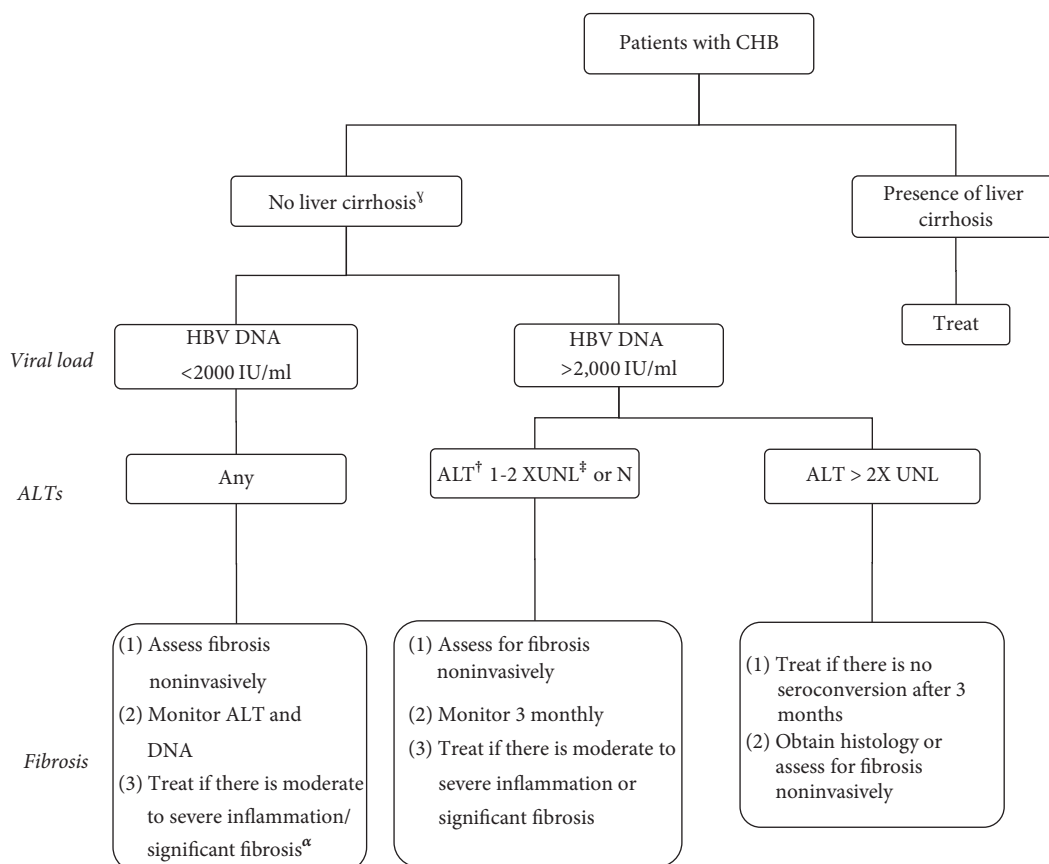 Patients with CHB
No liver cirrhosisɣ
Presence of liver
cirrhosis
Treat
Viral load
HBV DNA
<2000 IU/ml
HBV DNA
>2,000 IU/ml
ALTs
Any
ALT† 1-2 XUNL‡ or N
ALT > 2X UNL
Fibrosis
(1) Assess fibrosis
noninvasively
(2) Monitor ALT and
DNA
(3) Treat if there is moderate
to severe inflammation/
significant fibrosisα
(1) Assess for fibrosis
noninvasively
(2) Monitor 3 monthly
(3) Treat if there is moderate to
severe inflammation or
significant fibrosis
(1) Treat if there is no
seroconversion after 3
months
(2) Obtain histology or
assess for fibrosis
noninvasively